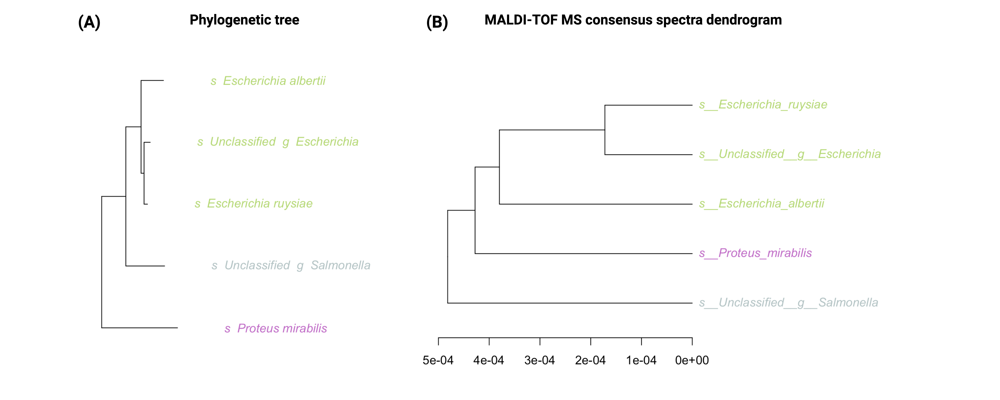 (A) Phylogenetic tree
s Escherichia albertii
s Unclassified g Escherichia
s Escherichia ruysiae
s Unclassified g Salmonella
s Proteus mirabilis
(B) MALDI-TOF MS consensus spectra dendrogram
s__Escherichia_ruysiae
s__Unclassified__g__Escherichia
s__Escherichia_albertii
s__Proteus_mirabilis
s__Unclassified__g__Salmonella
5e-04 4e-04 3e-04 2e-04 1e-04 0e+00